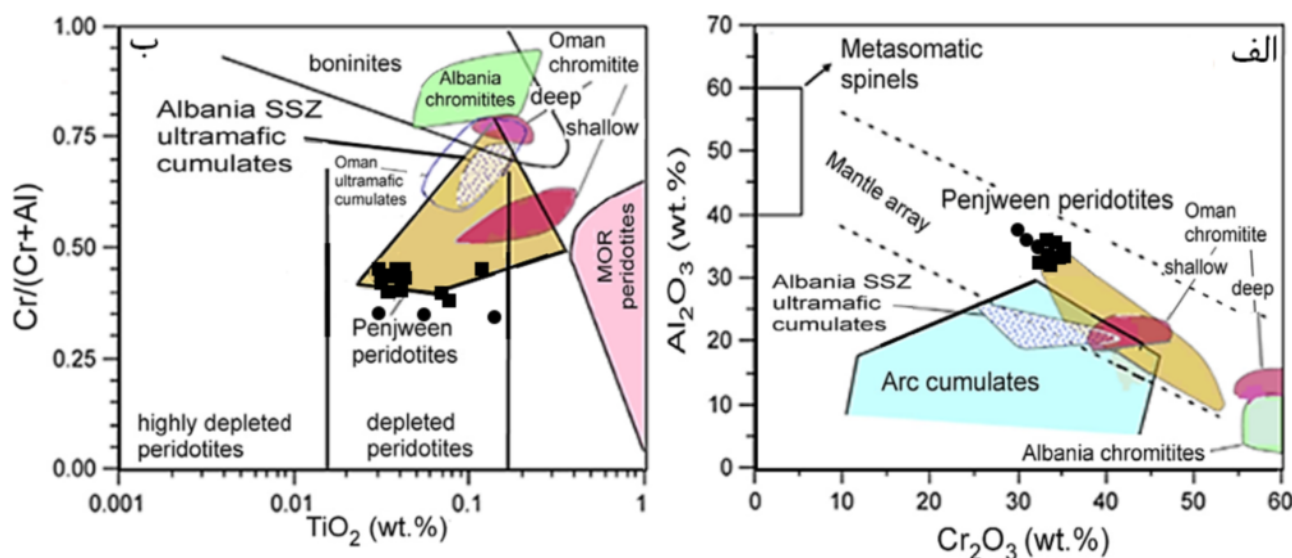 ب
1.00
0.75
0.50
0.25
0.00
Cr/(Cr+Al)
boninites
Albania SSZ
ultramafic
cumulates
Albania
chromitites
Oman
chromitite
deep
shallow
Oman
ultramafic
cumulates
MOR
peridotites
Penjween
peridotites
highly depleted
peridotites
depleted
peridotites
0.001
0.01
0.1
1
TiO₂ (wt.%)
الف
70
60
50
40
30
20
10
0
Al₂O₃ (wt.%)
Metasomatic
spinels
Mantle array
Penjween peridotites
Oman
chromitite
shallow
deep
Albania SSZ
ultramafic
cumulates
Arc cumulates
Albania chromitites
0
10
20
30
40
50
60
Cr₂O₃ (wt.%)